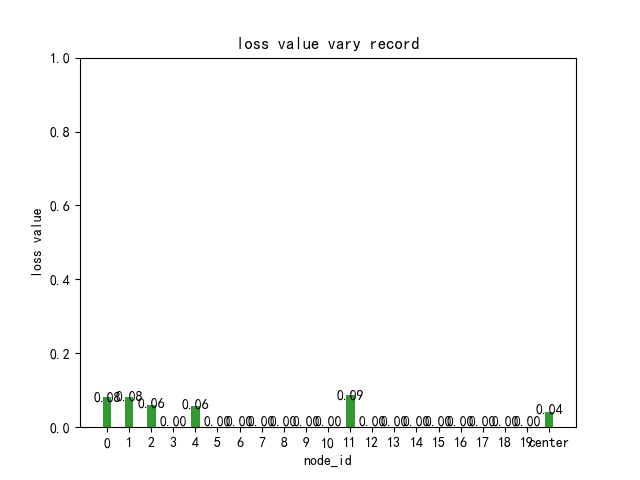 loss value vary record
1.0
0.8
0.6
0.4
0.2
0.0
loss value
0.08 0.08 0.06 0.00 0.06 0.00 0.00 0.00 0.00 0.00 0.00 0.09 0.00 0.00 0.00 0.00 0.00 0.00 0.00 0.00 0.04
0 1 2 3 4 5 6 7 8 9 10 11 12 13 14 15 16 17 18 19 center
node_id